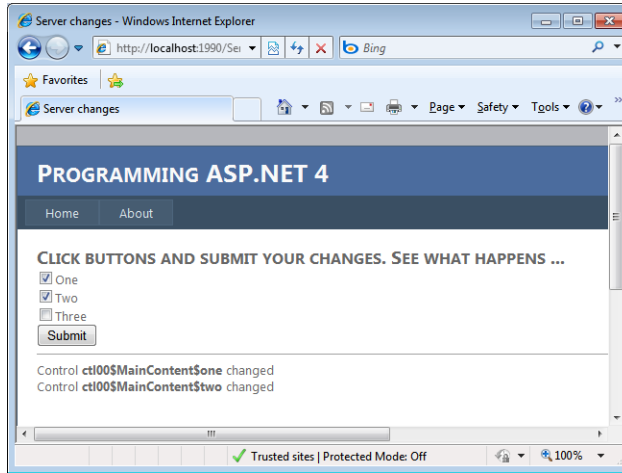 Server changes - Windows Internet Explorer
http://localhost:1990/Se
Bing
Favorites
Server changes
Page Safety Tools »
PROGRAMMING ASP.NET 4
Home About
CLICK BUTTONS AND SUBMIT YOUR CHANGES. SEE WHAT HAPPENS ...
One
Two
Three
Submit
Control ctl00$MainContent$one changed
Control ctl00$MainContent$two changed
Trusted sites | Protected Mode: Off 100%